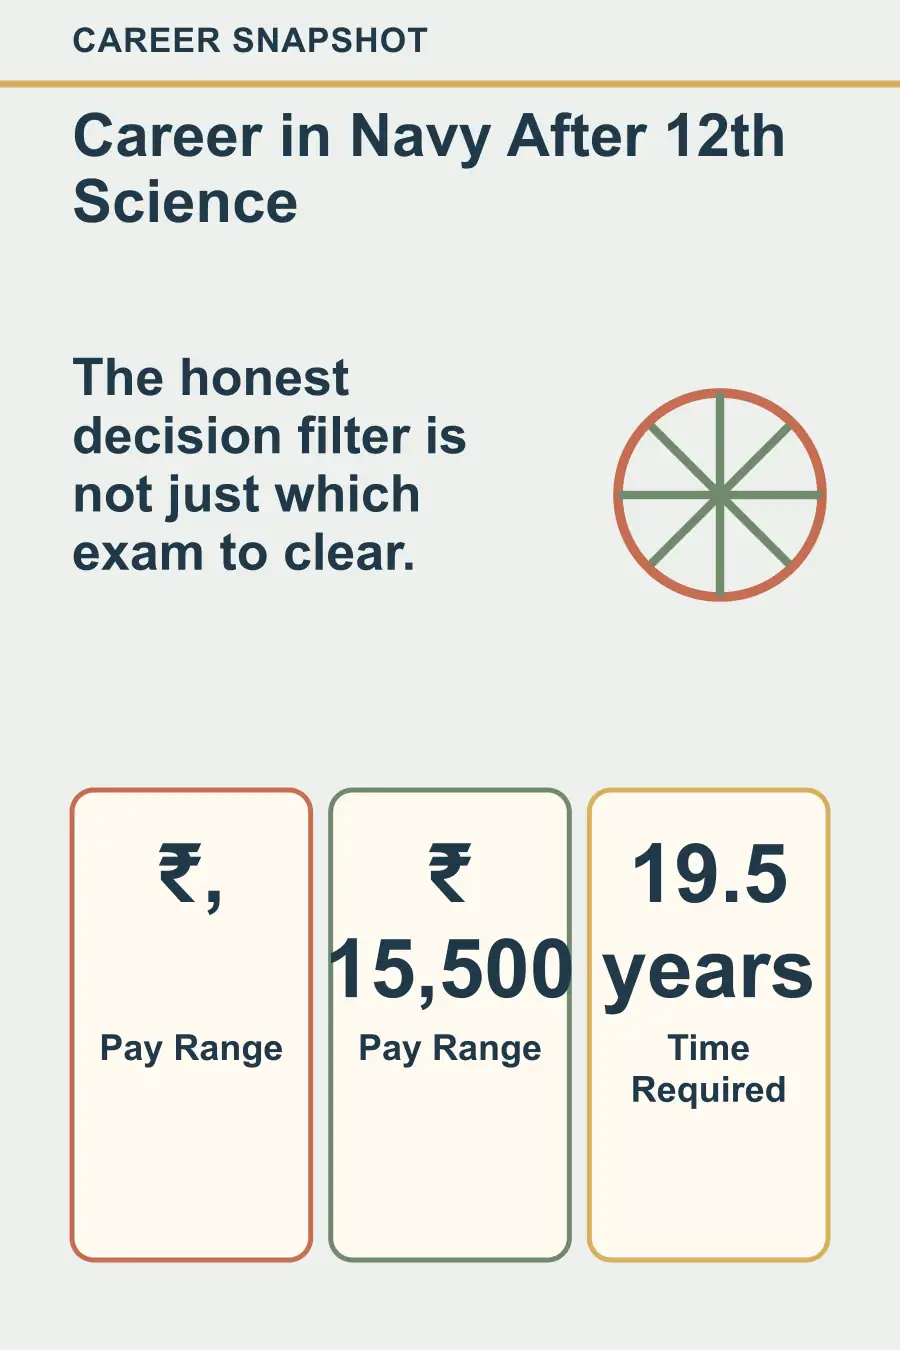 CAREER SNAPSHOT
Career in Navy After 12th
Science
The honest
decision filter is
not just which
exam to clear.
₹,
Pay Range
₹
15,500
Pay Range
19.5
years
Time
Required